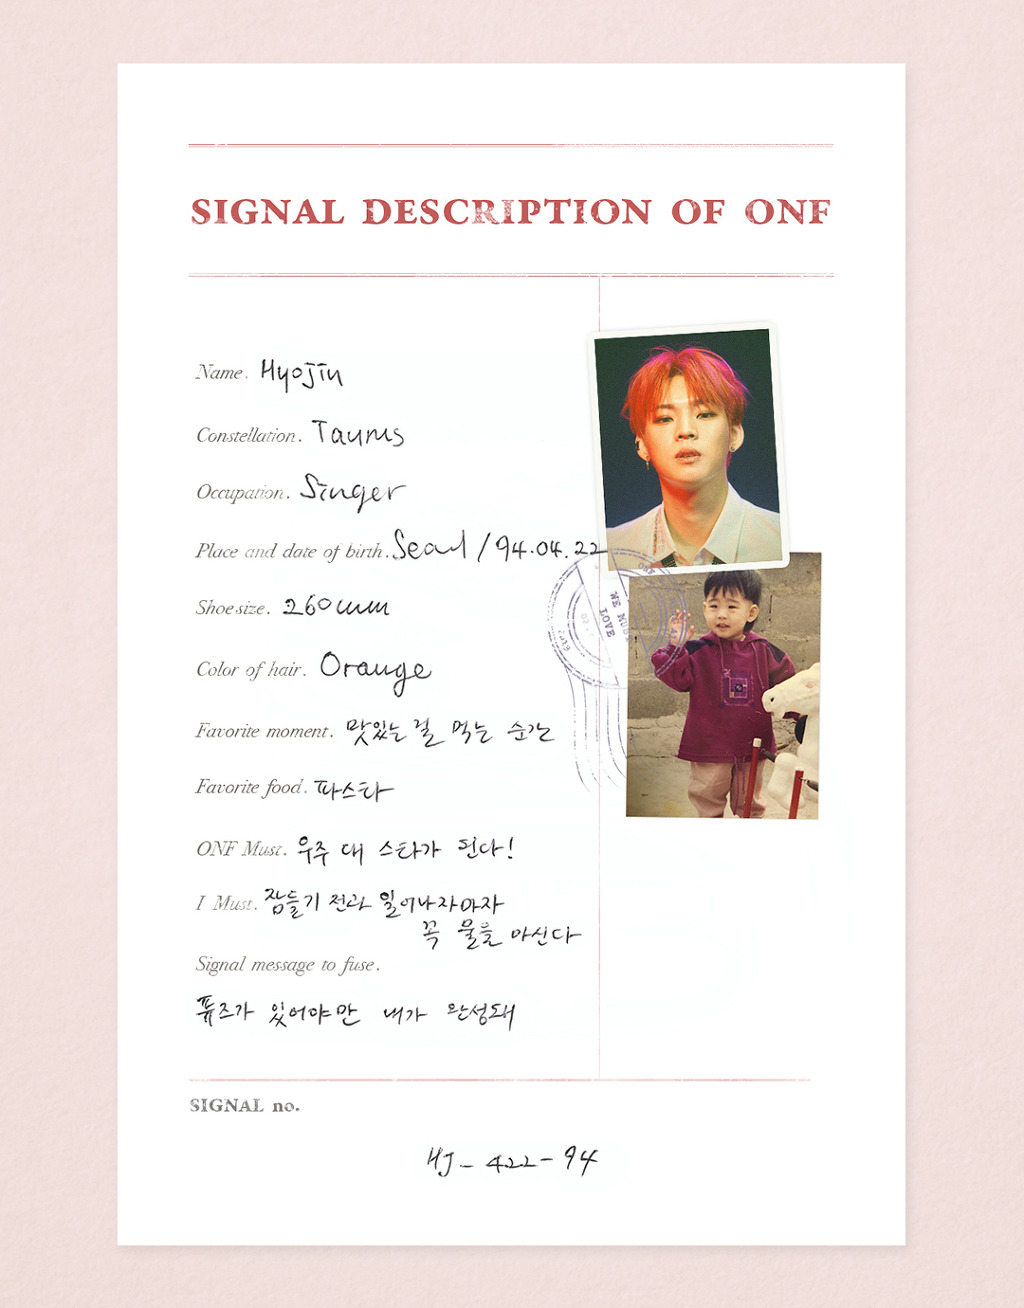 SIGNAL DESCRIPTION OF ONF
Name. Hyojin
Constellation. Taurus
Occupation. Singer
Place and date of birth. Seoul / 94.04.22
Shoe size. 260mm
Color of hair. Orange
Favorite moment. 맛있는 걸 먹는 순간
Favorite food. 파스타
ONF Must. 우주 대 스타가 된다!
I Must. 잠들기 전과 일어나자마자
꼭 물을 마신다
Signal message to fuse.
퓨즈가 있어야만 내가 완성돼
WE MUST
LOVE
ONF
SIGNAL no.
HJ - 422 - 94